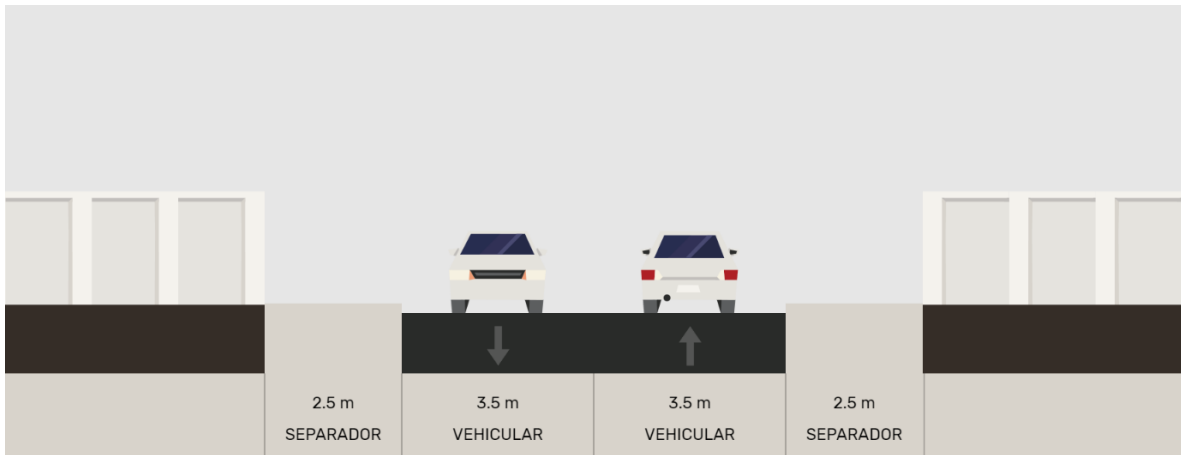 2.5 m
SEPARADOR
3.5 m
VEHICULAR
3.5 m
VEHICULAR
2.5 m
SEPARADOR